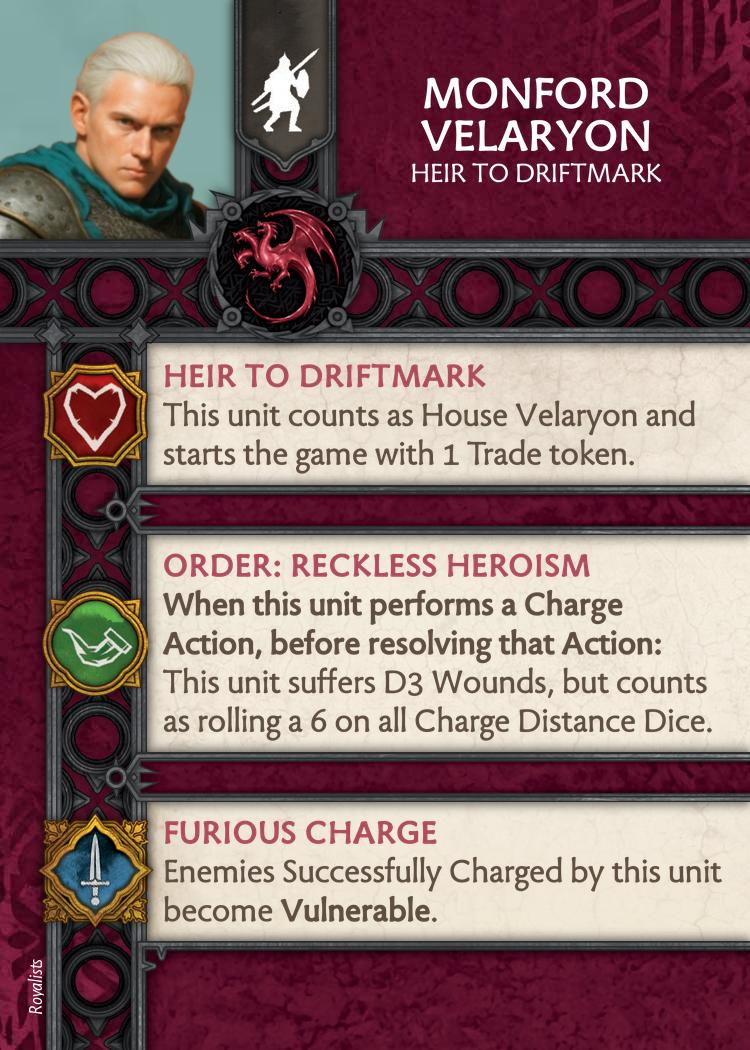 MONFORD
VELARYON
HEIR TO DRIFTMARK
HEIR TO DRIFTMARK
This unit counts as House Velaryon and
starts the game with 1 Trade token.
ORDER: RECKLESS HEROISM
When this unit performs a Charge
Action, before resolving that Action:
This unit suffers D3 Wounds, but counts
as rolling a 6 on all Charge Distance Dice.
FURIOUS CHARGE
Enemies Successfully Charged by this unit
become Vulnerable.
Royalists